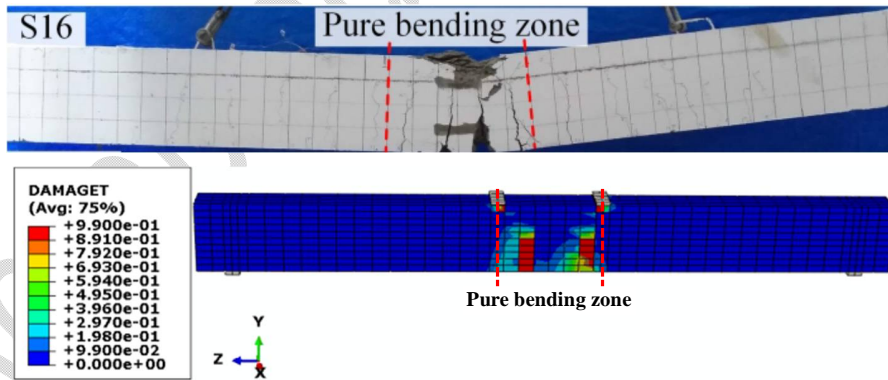 S16
Pure bending zone
DAMAGET
(Avg: 75%)
+9.900e-01
+8.910e-01
+7.920e-01
+6.930e-01
+5.940e-01
+4.950e-01
+3.960e-01
+2.970e-01
+1.980e-01
+9.900e-02
+0.000e+00
Y
Z
X
Pure bending zone